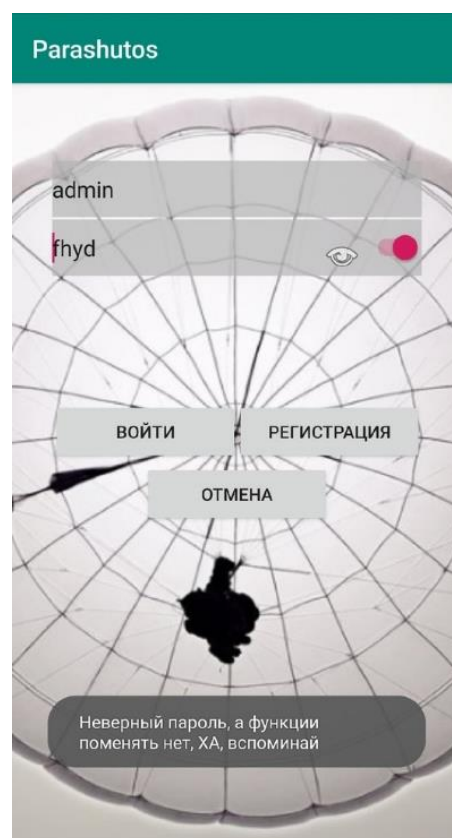 Parashutos
admin
fhyd
ВОЙТИ
РЕГИСТРАЦИЯ
ОТМЕНА
Неверный пароль, а функции
поменять нет, ХА, вспоминай